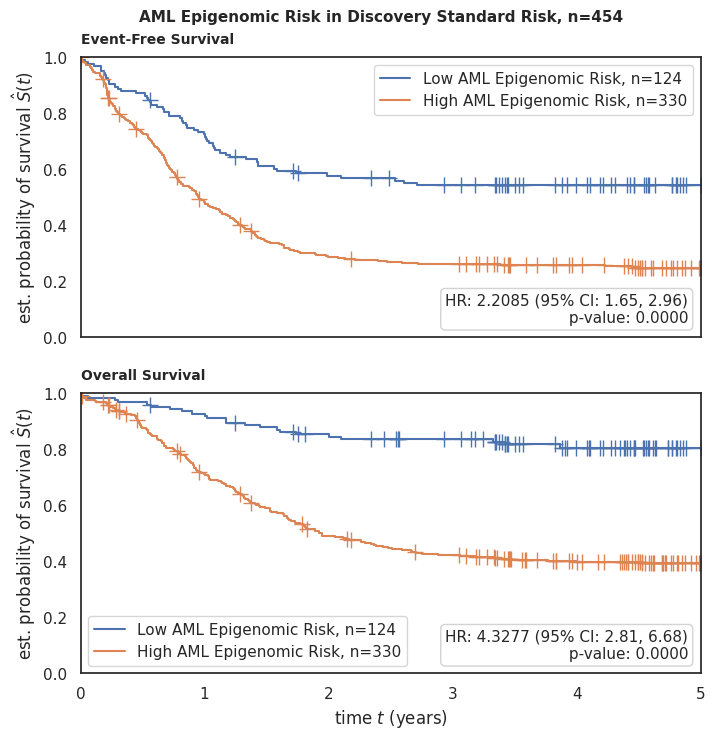 AML Epigenomic Risk in Discovery Standard Risk, n=454
Event-Free Survival
1.0
0.8
0.6
0.4
0.2
0.0
est. probability of survival Ŝ(t)
Low AML Epigenomic Risk, n=124
High AML Epigenomic Risk, n=330
HR: 2.2085 (95% CI: 1.65, 2.96)
p-value: 0.0000
Overall Survival
1.0
0.8
0.6
0.4
0.2
0.0
est. probability of survival Ŝ(t)
Low AML Epigenomic Risk, n=124
High AML Epigenomic Risk, n=330
HR: 4.3277 (95% CI: 2.81, 6.68)
p-value: 0.0000
0 1 2 3 4 5
time t (years)